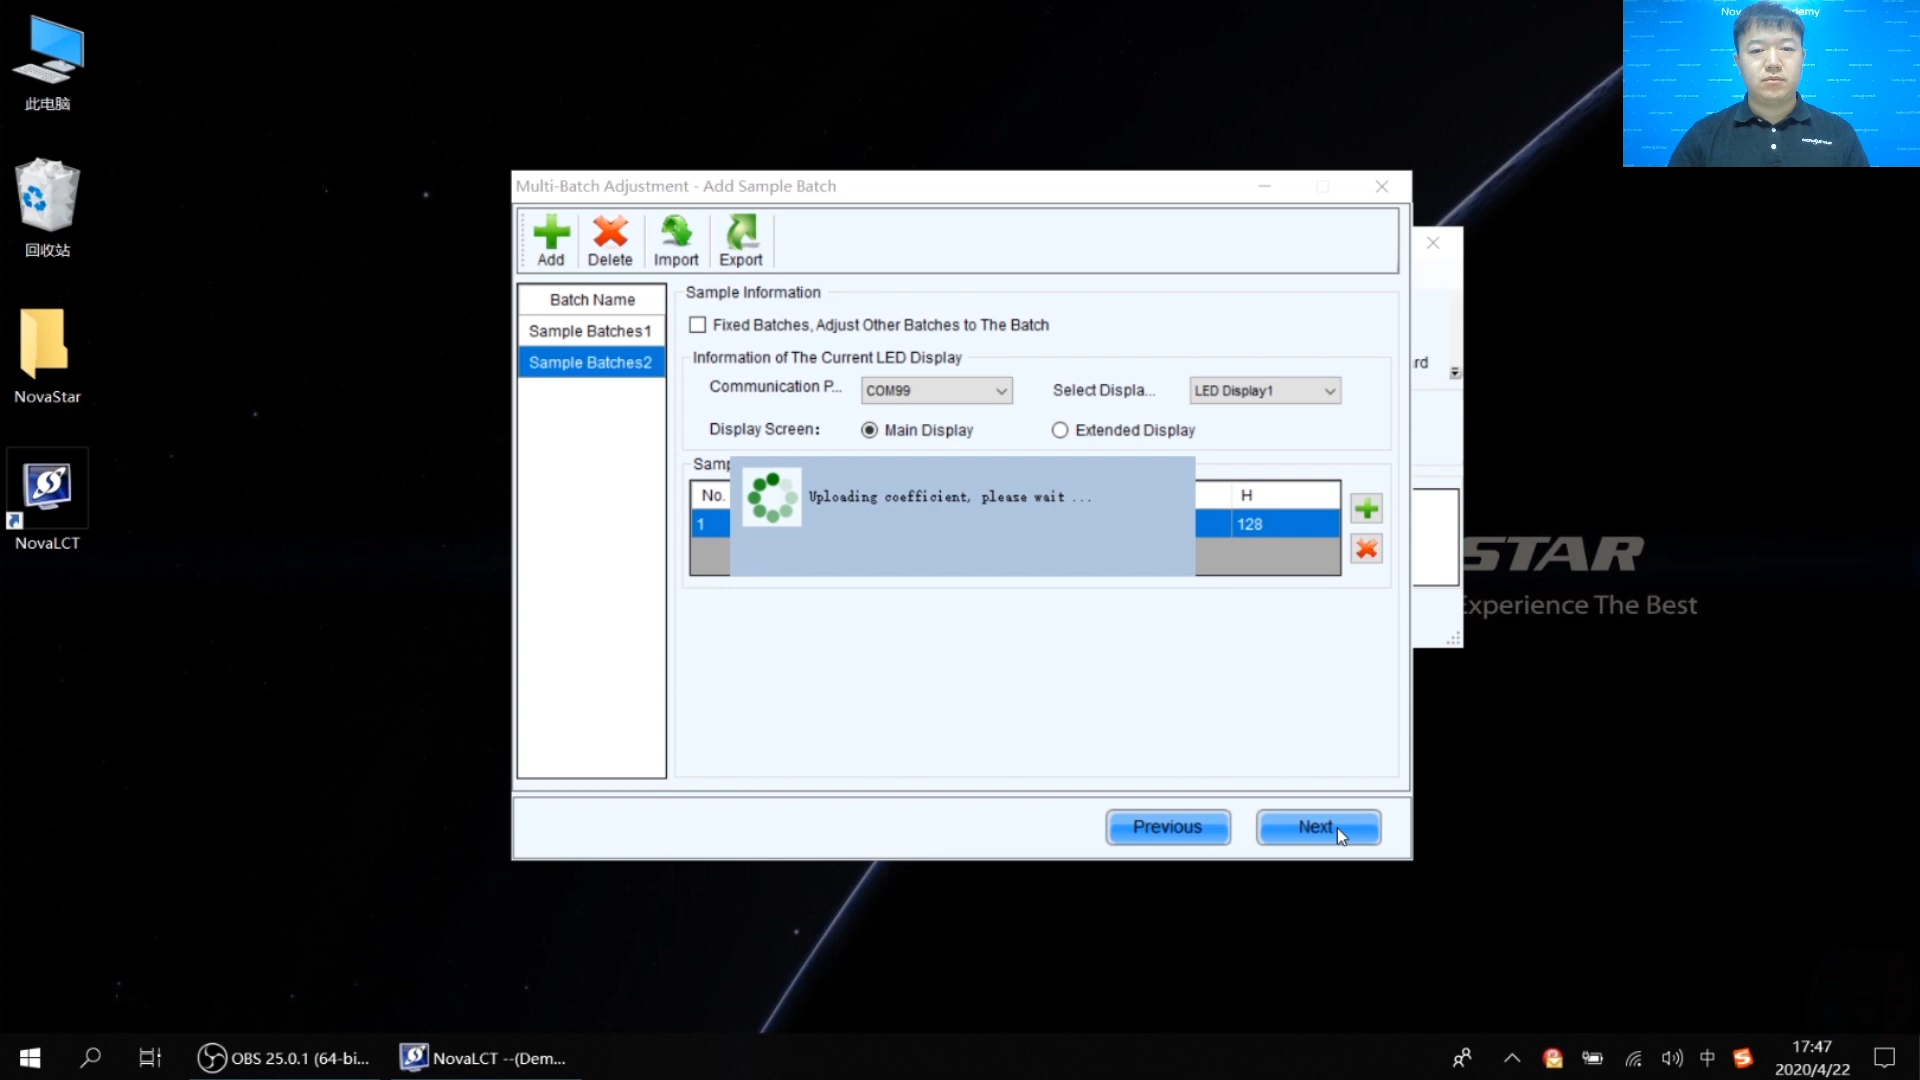 此电脑
回收站
NovaStar
NovaLCT
Multi-Batch Adjustment - Add Sample Batch
Add
Delete
Import
Export
Batch Name
Sample Batches1
Sample Batches2
Sample Information
Fixed Batches, Adjust Other Batches to The Batch
Information of The Current LED Display
Communication P...
COM99
Select Displa...
LED Display1
Display Screen:
Main Display
Extended Display
Samp
No.
H
1
128
Uploading coefficient, please wait ...
Previous
Next
rd
STAR
Experience The Best
OBS 25.0.1 (64-bi...
NovaLCT --(Dem...
中
17:47
2020/4/22